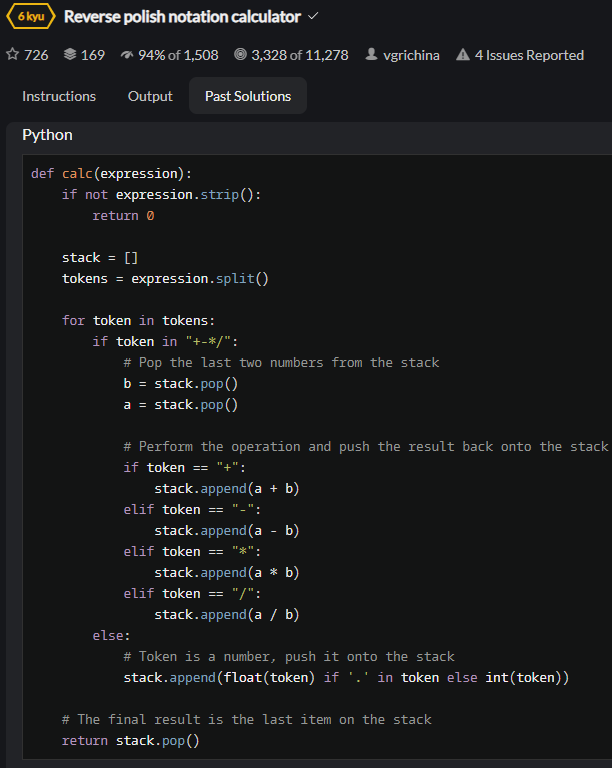 6 kyu Reverse polish notation calculator ✓
726 169 94% of 1,508 3,328 of 11,278 vgrichina 4 Issues Reported
Instructions Output Past Solutions
Python
def calc(expression):
    if not expression.strip():
        return 0

    stack = []
    tokens = expression.split()

    for token in tokens:
        if token in "+-*/":
            # Pop the last two numbers from the stack
            b = stack.pop()
            a = stack.pop()

            # Perform the operation and push the result back onto the stack
            if token == "+":
                stack.append(a + b)
            elif token == "-":
                stack.append(a - b)
            elif token == "*":
                stack.append(a * b)
            elif token == "/":
                stack.append(a / b)
        else:
            # Token is a number, push it onto the stack
            stack.append(float(token) if '.' in token else int(token))

    # The final result is the last item on the stack
    return stack.pop()